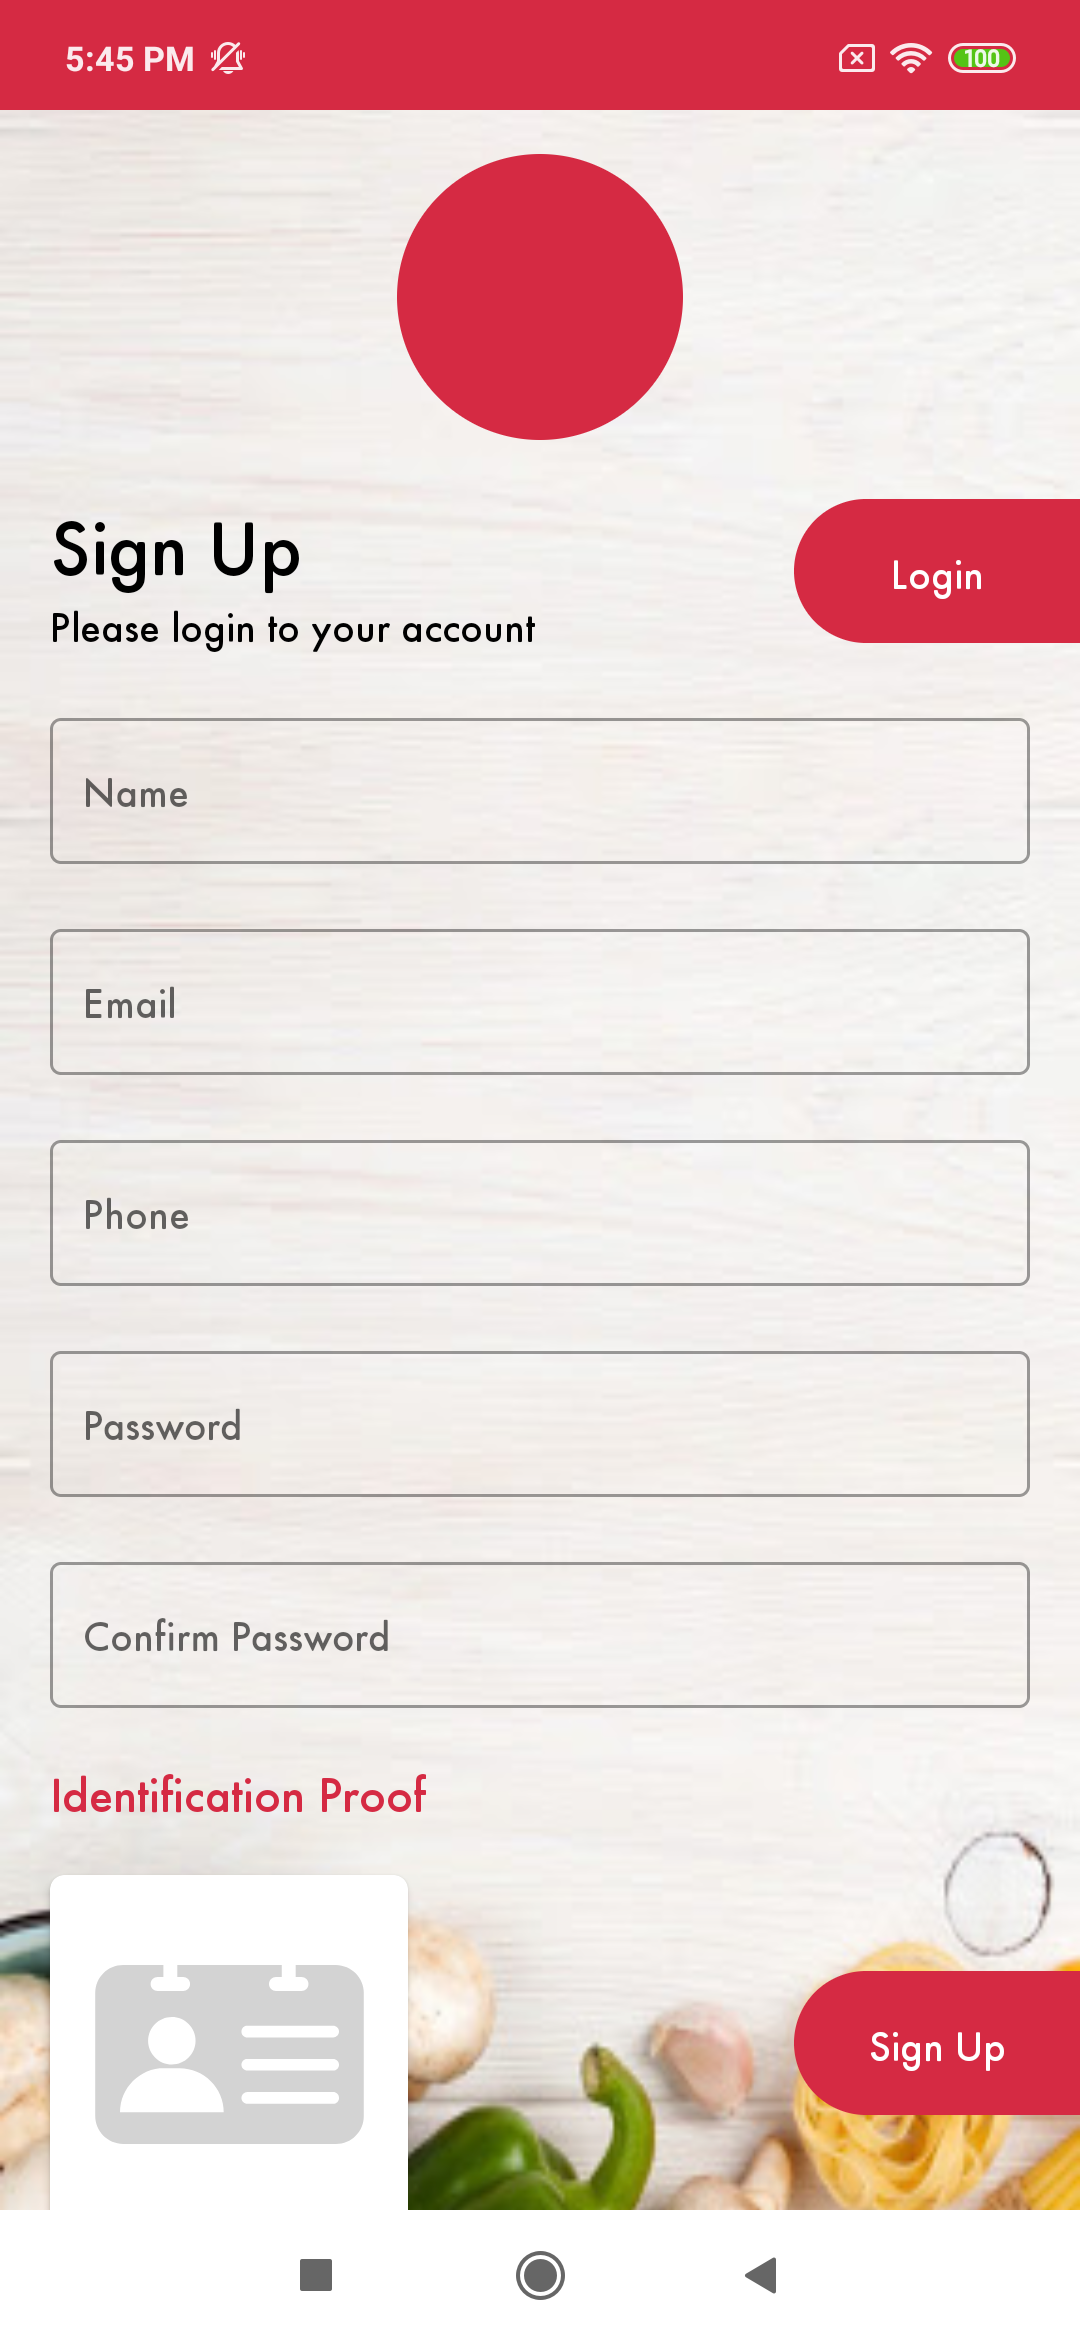 5:45 PM
100
Sign Up
Login
Please login to your account
Name
Email
Phone
Password
Confirm Password
Identification Proof
Sign Up